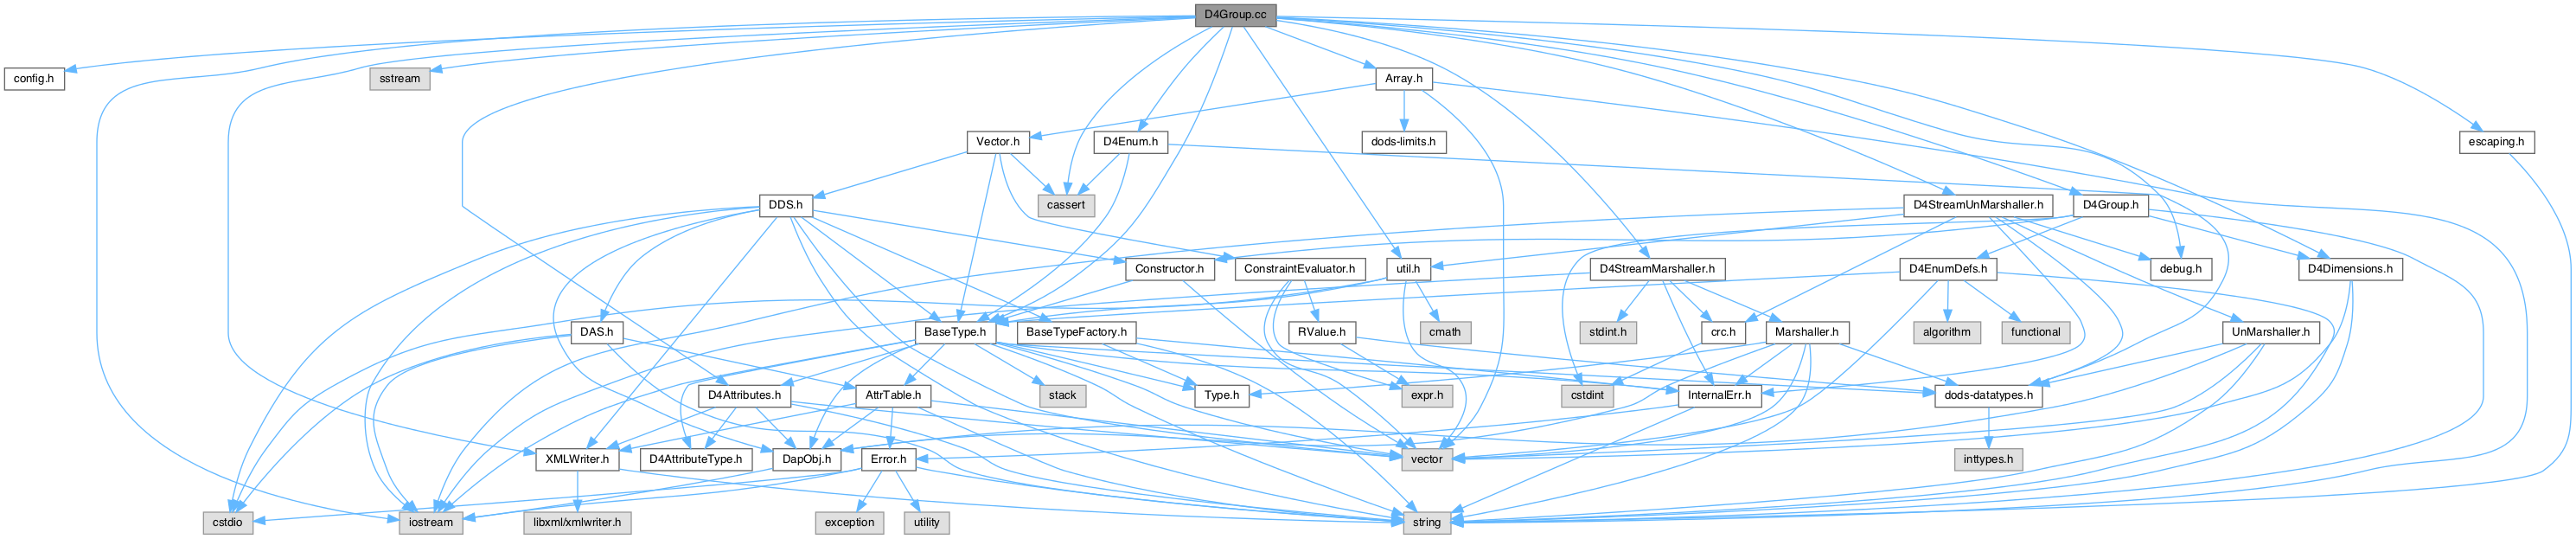 D4Group.cc
config.h
sstream
Array.h
Vector.h
D4Enum.h
dods-limits.h
escaping.h
cassert
DDS.h
D4StreamUnMarshaller.h
D4Group.h
Constructor.h
ConstraintEvaluator.h
util.h
D4StreamMarshaller.h
D4EnumDefs.h
debug.h
D4Dimensions.h
DAS.h
BaseType.h
BaseTypeFactory.h
RValue.h
cmath
stdint.h
crc.h
Marshaller.h
algorithm
functional
UnMarshaller.h
D4Attributes.h
AttrTable.h
stack
Type.h
expr.h
cstdint
InternalErr.h
dods-datatypes.h
XMLWriter.h
D4AttributeType.h
DapObj.h
Error.h
vector
inttypes.h
cstdio
iostream
libxml/xmlwriter.h
exception
utility
string